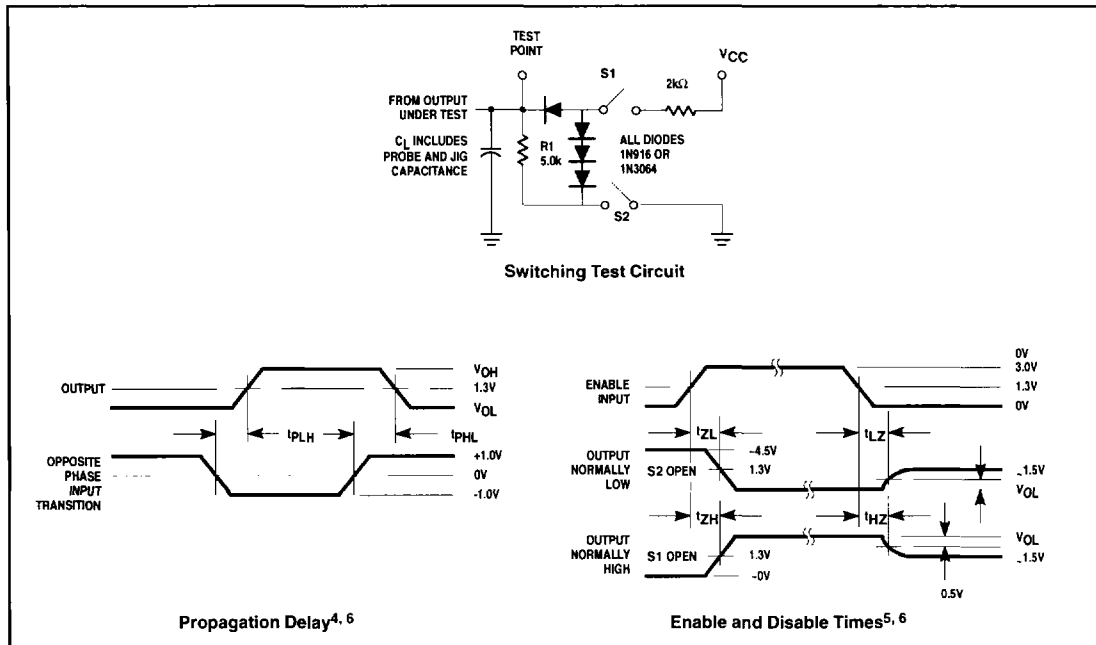 TEST
POINT
VCC
S1
2kΩ
FROM OUTPUT
UNDER TEST
CL INCLUDES
PROBE AND JIG
CAPACITANCE
R1
5.0k
ALL DIODES
1N916 OR
1N3064
S2
Switching Test Circuit
OUTPUT
VOH
1.3V
VOL
tPLH
tPHL
OPPOSITE
PHASE
INPUT
TRANSITION
+1.0V
0V
-1.0V
Propagation Delay4, 6
ENABLE
INPUT
0V
3.0V
1.3V
0V
tZL
tLZ
OUTPUT
NORMALLY
LOW
S2 OPEN
~4.5V
1.3V
~1.5V
VOL
tZH
tHZ
OUTPUT
NORMALLY
HIGH
S1 OPEN
1.3V
~0V
VOL
~1.5V
0.5V
Enable and Disable Times5, 6